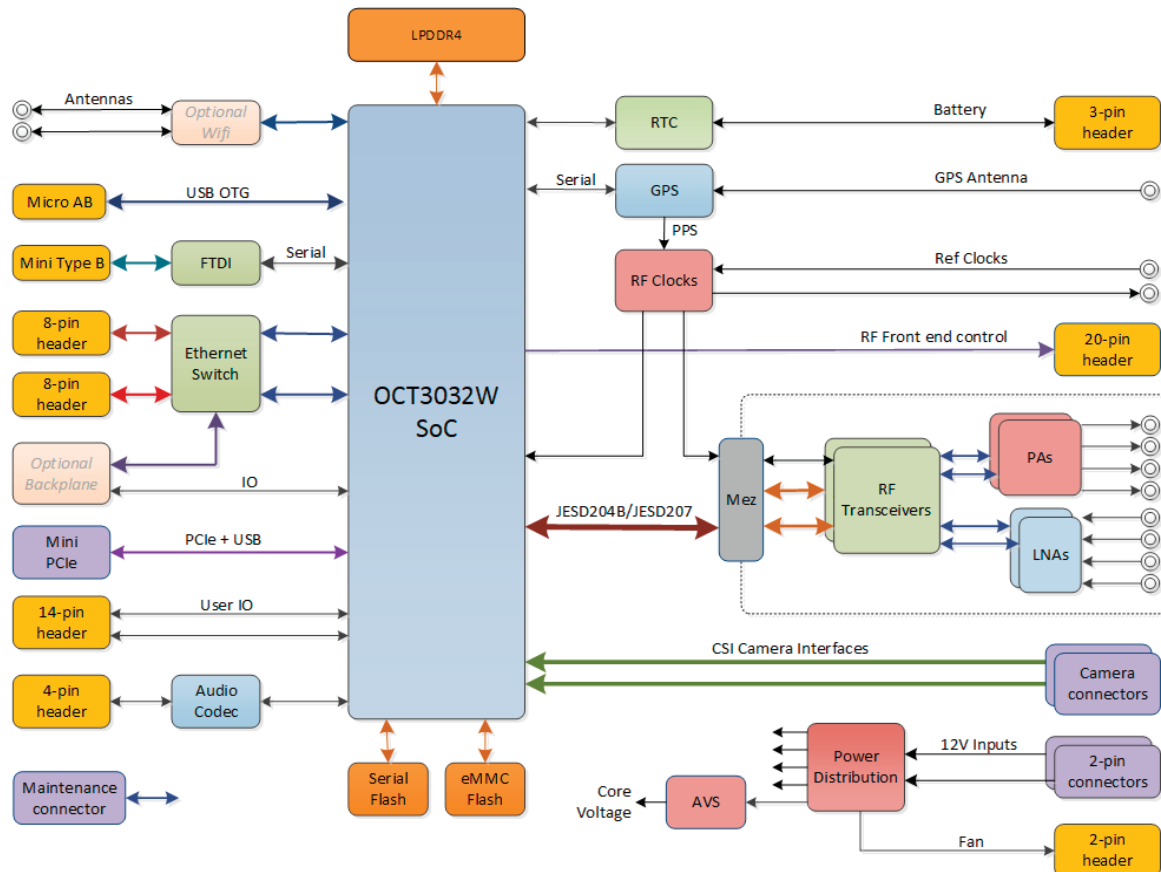 LPDDR4
Antennas
Optional
Wifi
RTC
Battery
3-pin
header
Micro AB
USB OTG
Serial
GPS
GPS Antenna
PPS
Mini Type B
FTDI
Serial
RF Clocks
Ref Clocks
8-pin
header
Ethernet
Switch
8-pin
header
RF Front end control
20-pin
header
OCT3032W
SoC
Optional
Backplane
IO
Mez
RF
Transceivers
PAs
LNAs
JESD204B/JESD207
Mini
PCIe
PCIe + USB
14-pin
header
User IO
CSI Camera Interfaces
Camera
connectors
4-pin
header
Audio
Codec
Serial
Flash
eMMC
Flash
Power
Distribution
12V Inputs
2-pin
connectors
Maintenance
connector
Core
Voltage
AVS
Fan
2-pin
header